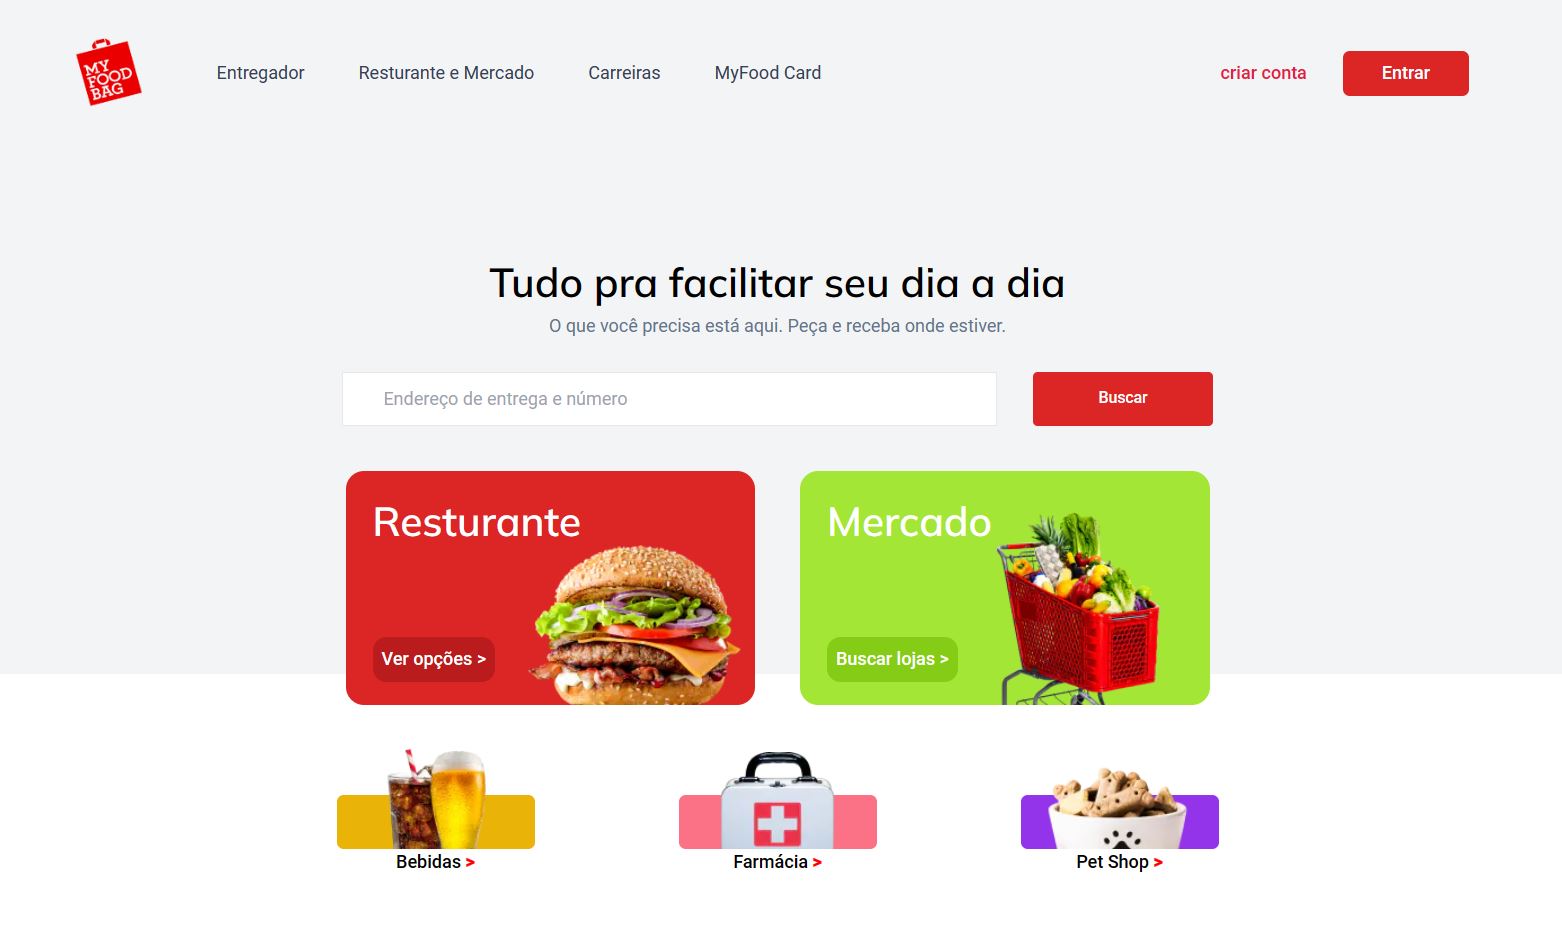 MY
FOOD
BAG
Entregador
Resturante e Mercado
Carreiras
MyFood Card
criar conta
Entrar
Tudo pra facilitar seu dia a dia
O que você precisa está aqui. Peça e receba onde estiver.
Endereço de entrega e número
Buscar
Resturante
Ver opções >
Mercado
Buscar lojas >
Bebidas >
Farmácia >
Pet Shop >